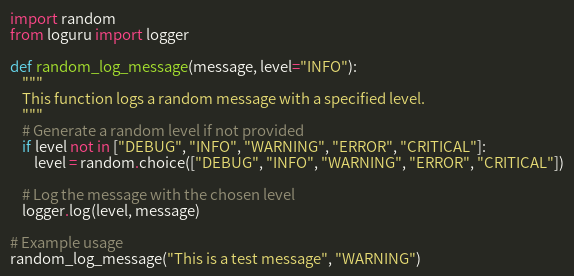 import random
from loguru import logger

def random_log_message(message, level="INFO"):
    """
    This function logs a random message with a specified level.
    """
    # Generate a random level if not provided
    if level not in ["DEBUG", "INFO", "WARNING", "ERROR", "CRITICAL"]:
        level = random.choice(["DEBUG", "INFO", "WARNING", "ERROR", "CRITICAL"])

    # Log the message with the chosen level
    logger.log(level, message)

# Example usage
random_log_message("This is a test message", "WARNING")